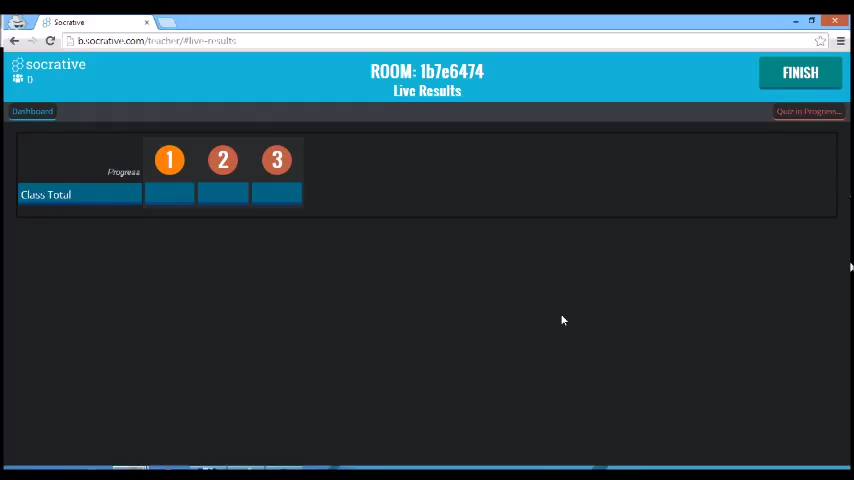 Socrative
b.socrative.com/teacher/#live-results
socrative
0
ROOM: 1b7e6474
Live Results
FINISH
Dashboard
Quiz in Progress...
Progress
1
2
3
Class Total